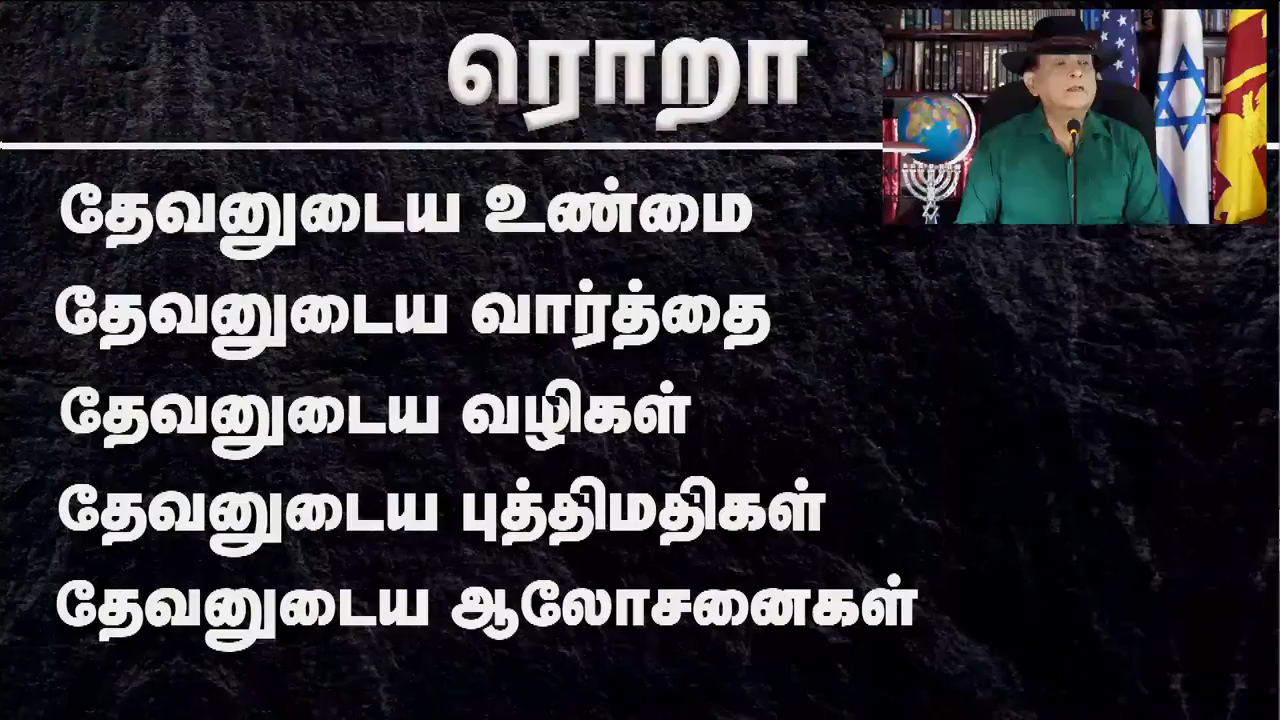 ரொறா
தேவனுடைய உண்மை
தேவனுடைய வார்த்தை
தேவனுடைய வழிகள்
தேவனுடைய புத்திமதிகள்
தேவனுடைய ஆலோசனைகள்